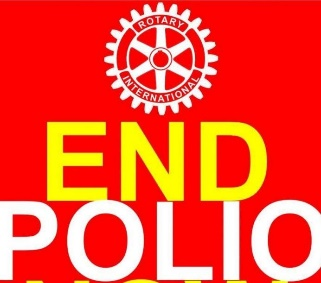 ROTARY
INTERNATIONAL
END
POLIO